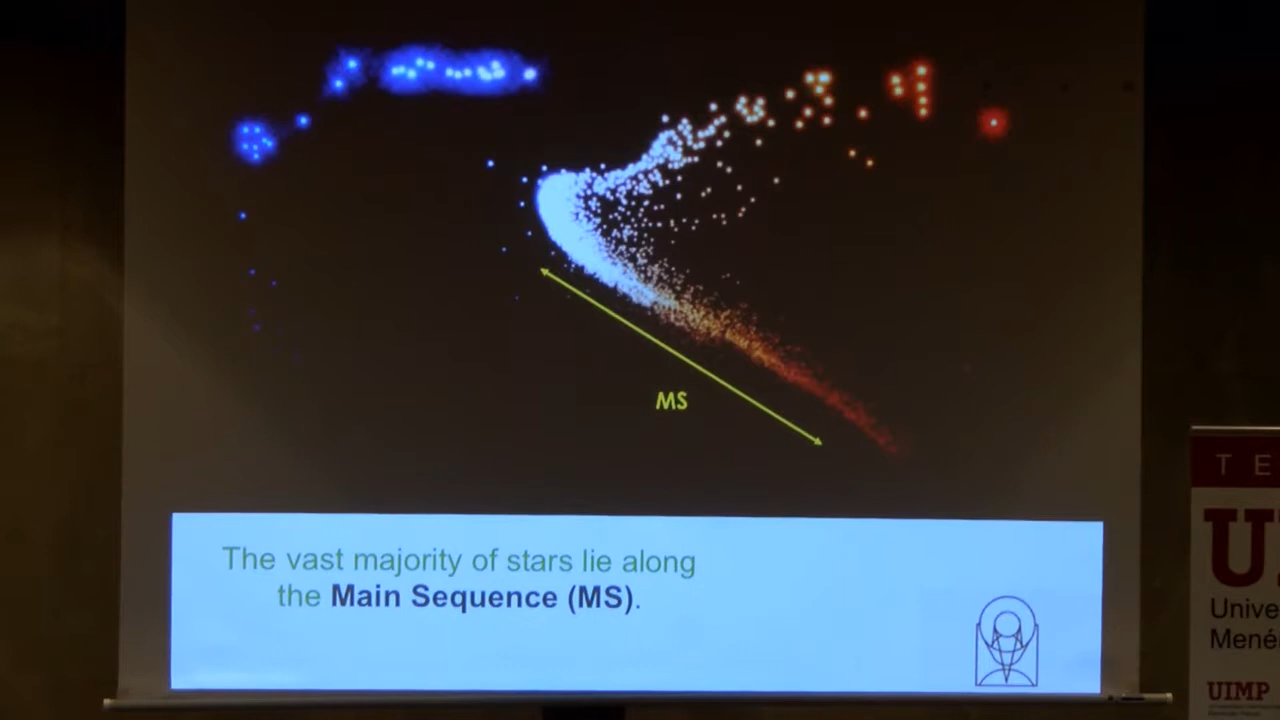 MS
The vast majority of stars lie along
the Main Sequence (MS).
T E
U
Unive
Mené
UIMP